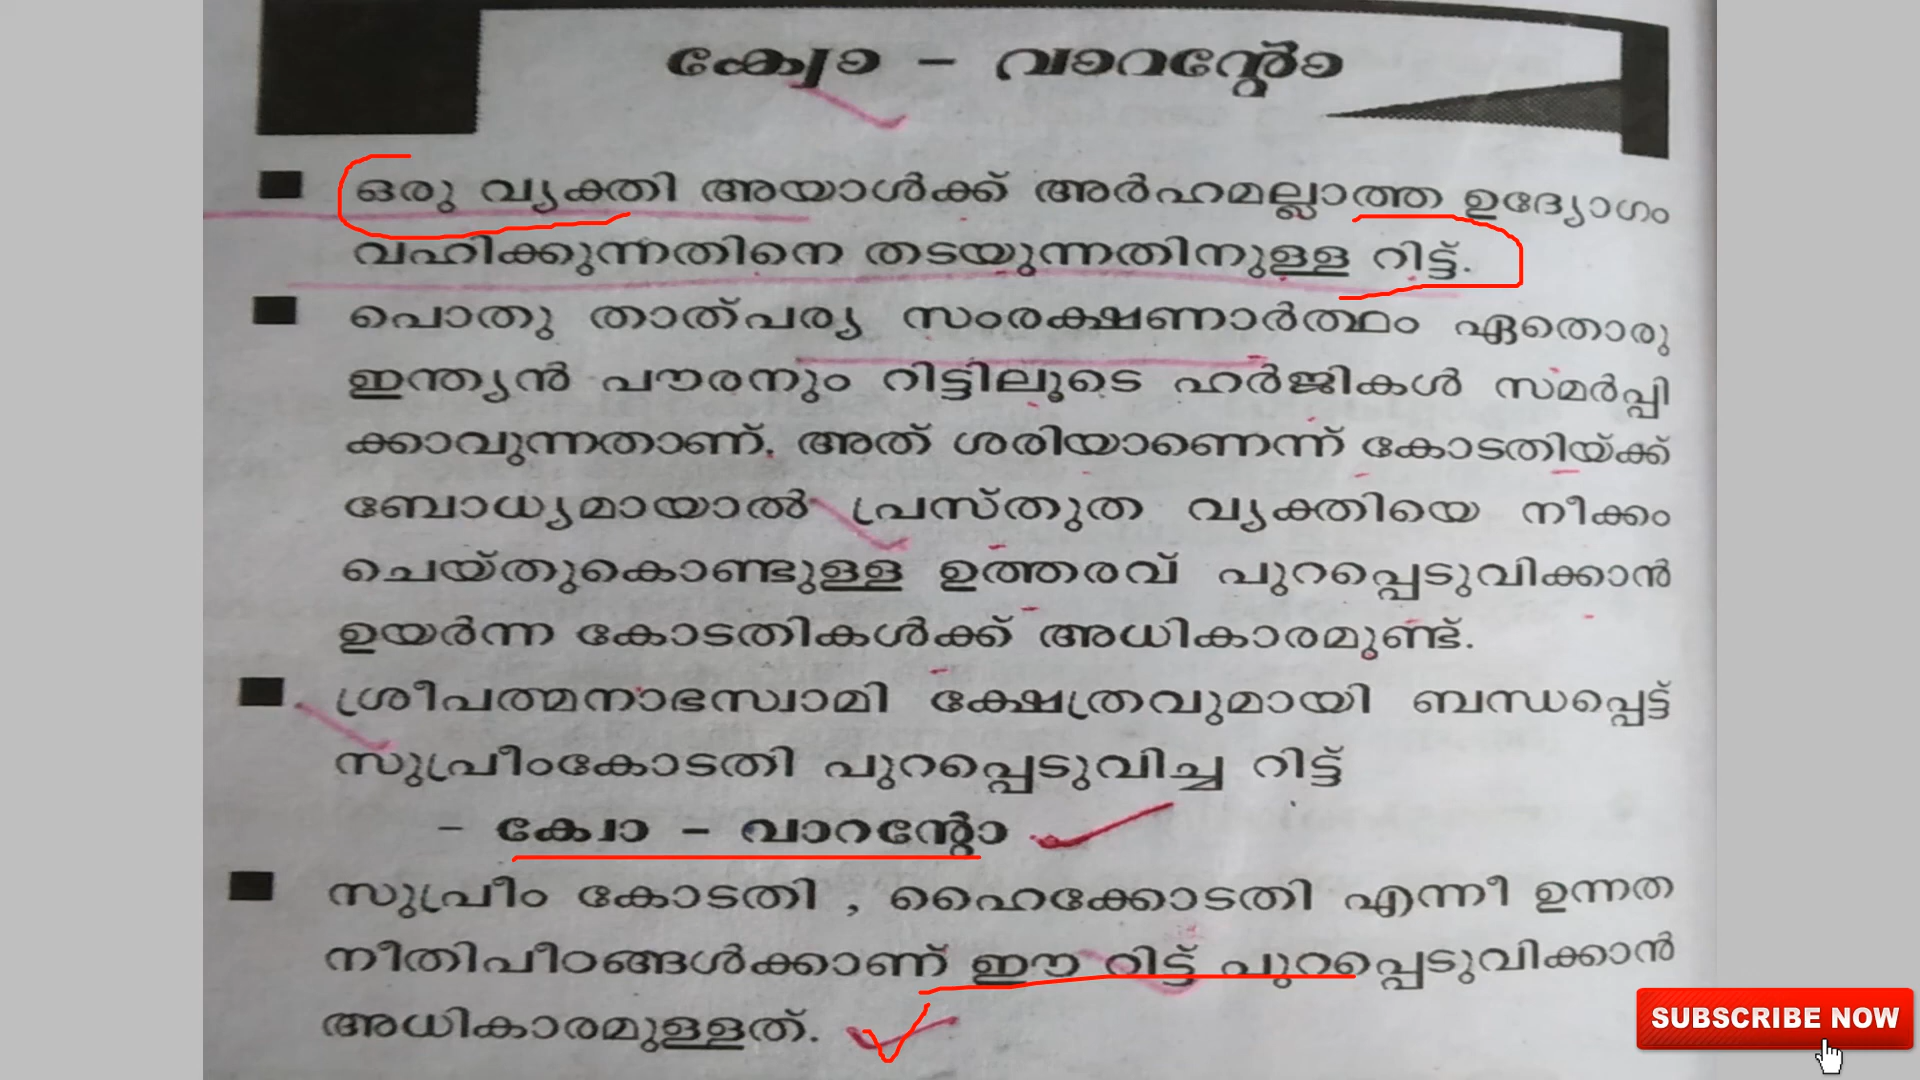 ക്വോ - വാറന്റോ
ഒരു വ്യക്തി അയാൾക്ക് അർഹമല്ലാത്ത ഉദ്യോഗം
വഹിക്കുന്നതിനെ തടയുന്നതിനുള്ള റിട്ട്.
പൊതു താത്പര്യ സംരക്ഷണാർത്ഥം ഏതൊരു
ഇന്ത്യൻ പൗരനും റിട്ടിലൂടെ ഹർജികൾ സമർപ്പി
ക്കാവുന്നതാണ്. അത് ശരിയാണെന്ന് കോടതിയ്ക്ക്
ബോധ്യമായാൽ പ്രസ്തുത വ്യക്തിയെ നീക്കം
ചെയ്തുകൊണ്ടുള്ള ഉത്തരവ് പുറപ്പെടുവിക്കാൻ
ഉയർന്ന കോടതികൾക്ക് അധികാരമുണ്ട്.
ശ്രീപത്മനാഭസ്വാമി ക്ഷേത്രവുമായി ബന്ധപ്പെട്ട്
സുപ്രീംകോടതി പുറപ്പെടുവിച്ച റിട്ട്
- ക്വോ - വാറന്റോ
സുപ്രീം കോടതി , ഹൈക്കോടതി എന്നീ ഉന്നത
നീതിപീഠങ്ങൾക്കാണ് ഈ റിട്ട് പുറപ്പെടുവിക്കാൻ
അധികാരമുള്ളത്.
SUBSCRIBE NOW